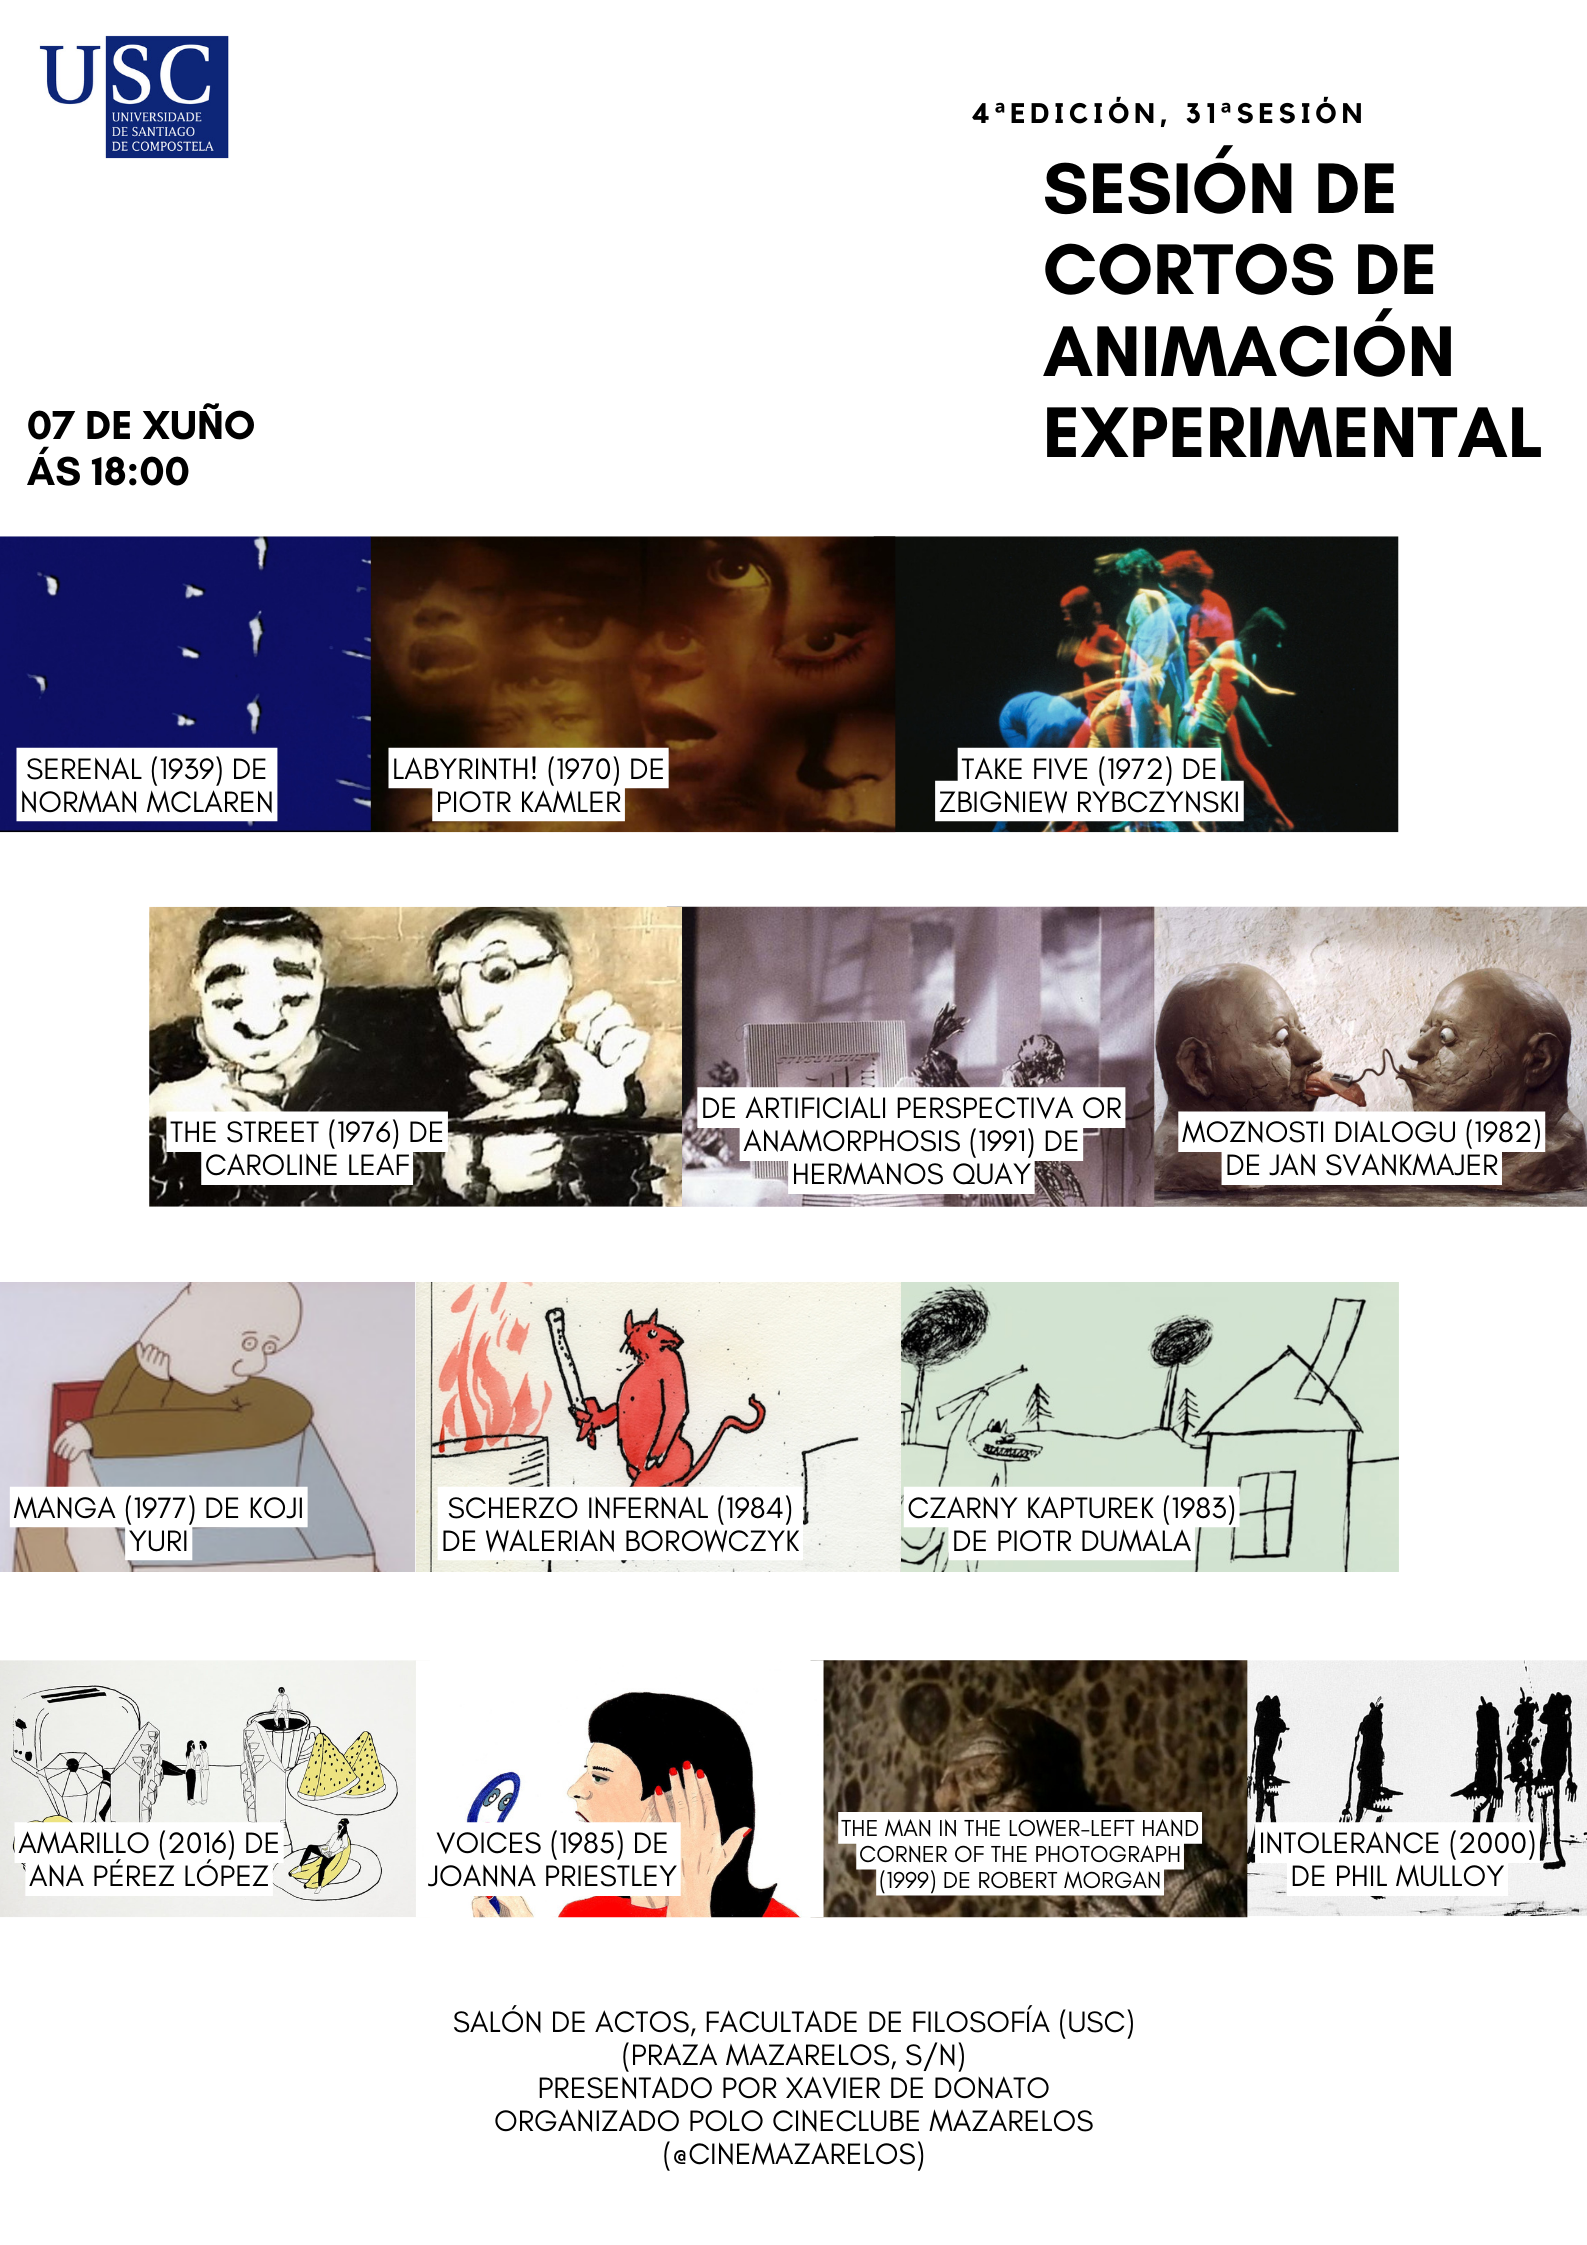 USC
UNIVERSIDADE
DE SANTIAGO
DE COMPOSTELA
4ªEDICIÓN, 31ªSESIÓN
SESIÓN DE
CORTOS DE
ANIMACIÓN
EXPERIMENTAL
07 DE XUÑO
ÁS 18:00
SERENAL (1939) DE
NORMAN MCLAREN
LABYRINTH! (1970) DE
PIOTR KAMLER
TAKE FIVE (1972) DE
ZBIGNIEW RYBCZYNSKI
THE STREET (1976) DE
CAROLINE LEAF
DE ARTIFICIALI PERSPECTIVA OR
ANAMORPHOSIS (1991) DE
HERMANOS QUAY
MOZNOSTI DIALOGU (1982)
DE JAN SVANKMAJER
MANGA (1977) DE KOJI
YURI
SCHERZO INFERNAL (1984)
DE WALERIAN BOROWCZYK
CZARNY KAPTUREK (1983)
DE PIOTR DUMALA
AMARILLO (2016) DE
ANA PÉREZ LÓPEZ
VOICES (1985) DE
JOANNA PRIESTLEY
THE MAN IN THE LOWER-LEFT HAND
CORNER OF THE PHOTOGRAPH
(1999) DE ROBERT MORGAN
INTOLERANCE (2000)
DE PHIL MULLOY
SALÓN DE ACTOS, FACULTADE DE FILOSOFÍA (USC)
(PRAZA MAZARELOS, S/N)
PRESENTADO POR XAVIER DE DONATO
ORGANIZADO POLO CINECLUBE MAZARELOS
(@CINEMAZARELOS)